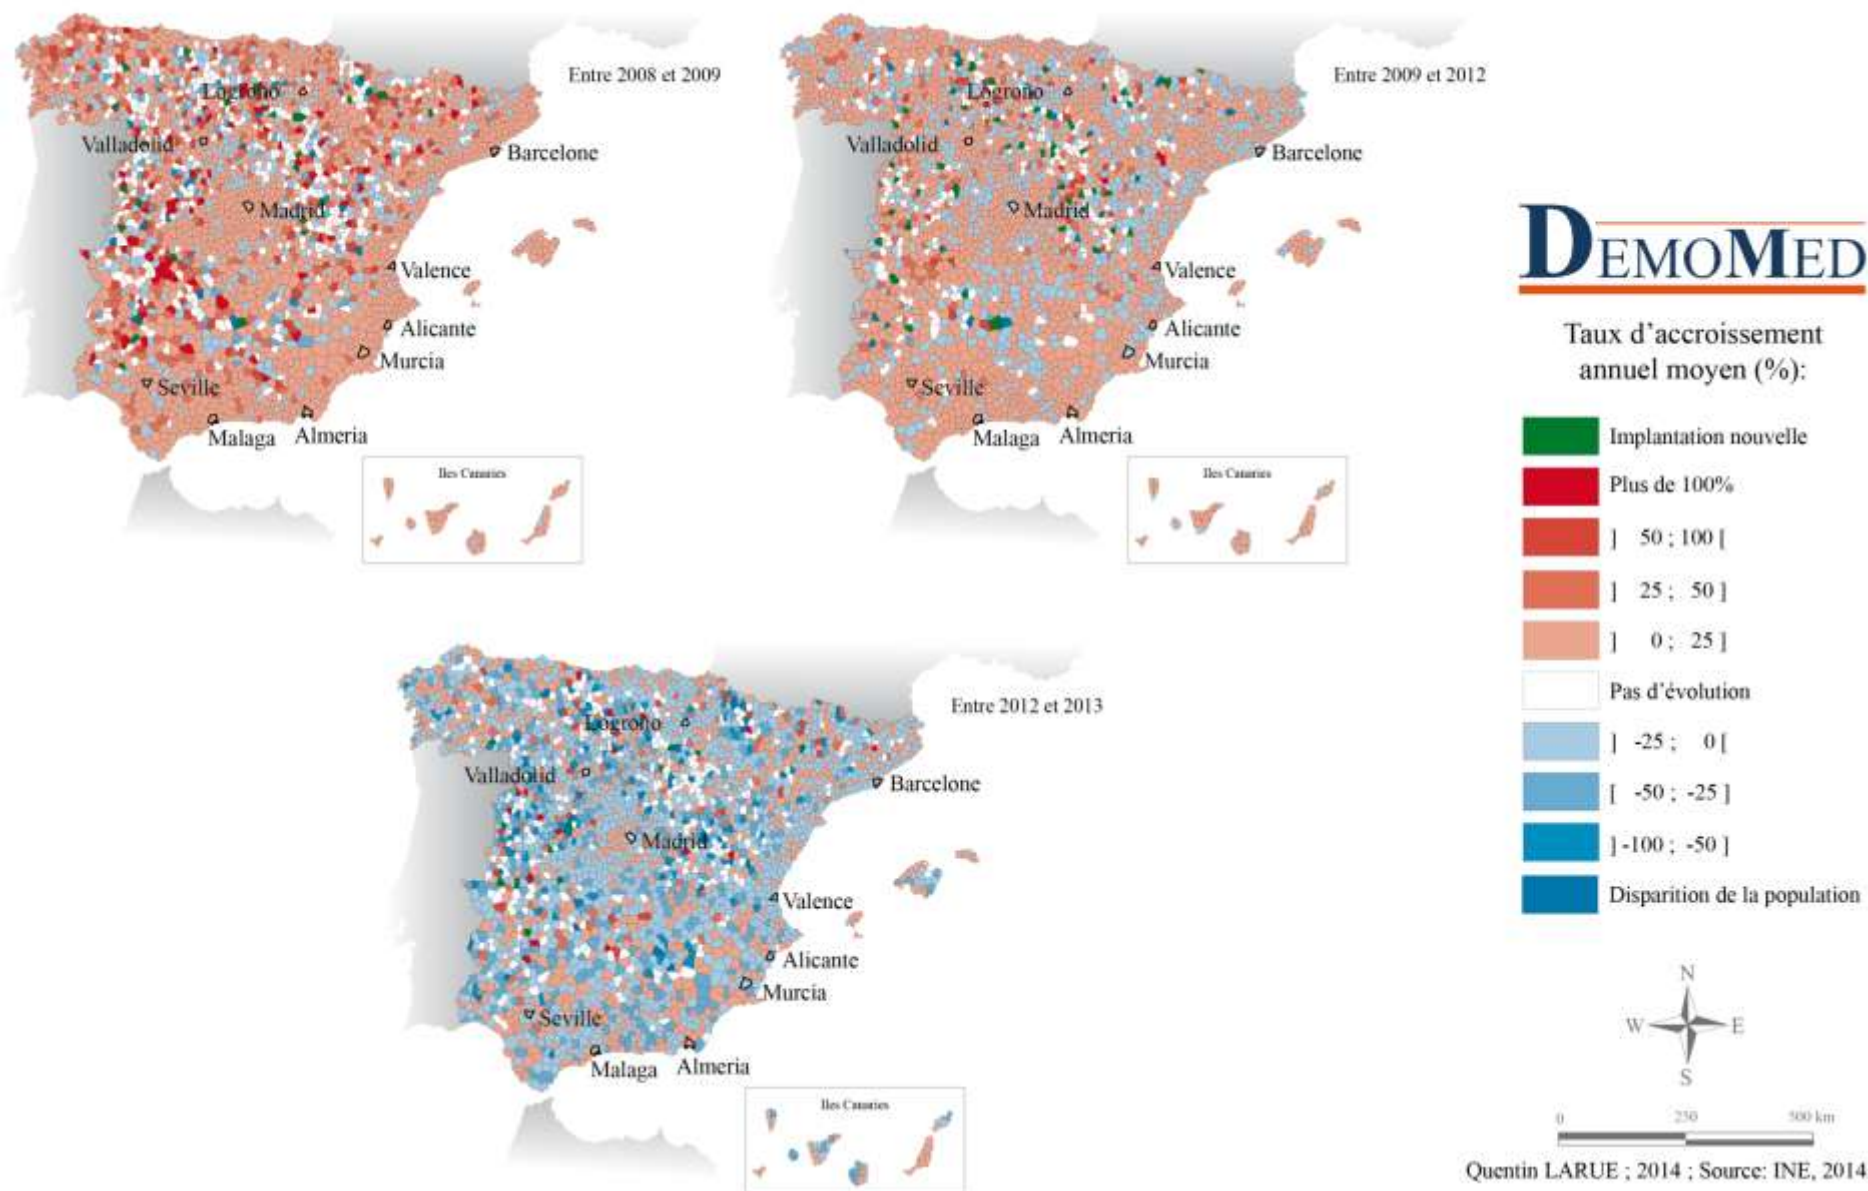 Entre 2008 et 2009
Logroño
Valladolid
Barcelone
Madrid
Valence
Alicante
Murcia
Seville
Malaga
Almeria
Iles Canaries
Entre 2009 et 2012
Logroño
Valladolid
Barcelone
Madrid
Valence
Alicante
Murcia
Seville
Malaga
Almeria
Iles Canaries
Entre 2012 et 2013
Logroño
Valladolid
Barcelone
Madrid
Valence
Alicante
Murcia
Seville
Malaga
Almeria
Iles Canaries
DEMOMED
Taux d'accroissement
annuel moyen (%):
Implantation nouvelle
Plus de 100%
] 50 ; 100 [
] 25 ; 50 ]
] 0 ; 25 ]
Pas d'évolution
] -25 ; 0 [
[ -50 ; -25 ]
] -100 ; -50 ]
Disparition de la population
N
W E
S
0 250 500 km
Quentin LARUE ; 2014 ; Source: INE, 2014